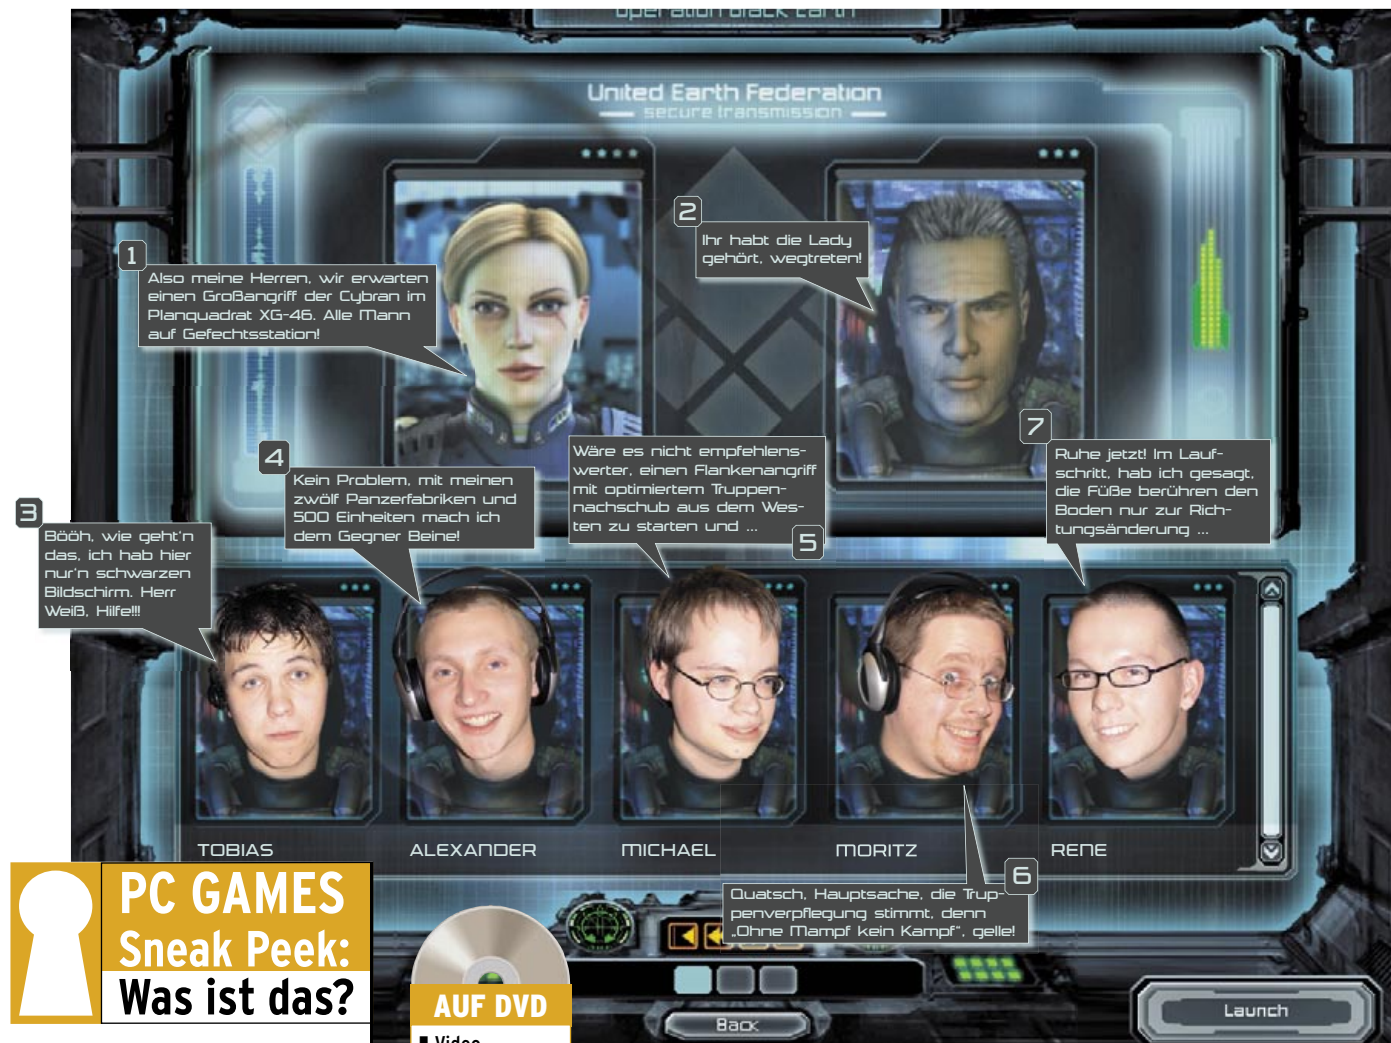 operation black earth
United Earth Federation
secure transmission
1
Also meine Herren, wir erwarten
einen Großangriff der Cybran im
Planquadrat XG-46. Alle Mann
auf Gefechtsstation!
2
Ihr habt die Lady
gehört, wegtreten!
3
Bööh, wie geht'n
das, ich hab hier
nur'n schwarzen
Bildschirm. Herr
Weiß, Hilfe!!!
4
Kein Problem, mit meinen
zwölf Panzerfabriken und
500 Einheiten mach ich
dem Gegner Beine!
Wäre es nicht empfehlens-
werter, einen Flankenangriff
mit optimiertem Truppen-
nachschub aus dem Wes-
ten zu starten und ...
5
7
Ruhe jetzt! Im Lauf-
schritt, hab ich gesagt,
die Füße berühren den
Boden nur zur Rich-
tungsänderung ...
TOBIAS
ALEXANDER
MICHAEL
MORITZ
RENE
6
Quatsch, Hauptsache, die Trup-
penverpflegung stimmt, denn
„Ohne Mampf kein Kampf“, gelle!
PC GAMES
Sneak Peek:
Was ist das?
AUF DVD
Video
Back
Launch